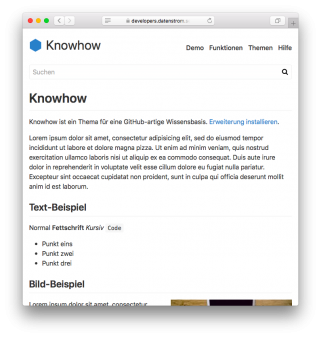 developers.datenstrom.
Knowhow
Demo Funktionen Themen Hilfe
Suchen
Knowhow
Knowhow ist ein Thema für eine GitHub-artige Wissensbasis. Erweiterung installieren.
Lorem ipsum dolor sit amet, consectetur adipisicing elit, sed do eiusmod tempor
incididunt ut labore et dolore magna pizza. Ut enim ad minim veniam, quis nostrud
exercitation ullamco laboris nisi ut aliquip ex ea commodo consequat. Duis aute irure
dolor in reprehenderit in voluptate velit esse cillum dolore eu fugiat nulla pariatur.
Excepteur sint occaecat cupidatat non proident, sunt in culpa qui officia deserunt mollit
anim id est laborum.
Text-Beispiel
Normal Fettschrift Kursiv Code
Punkt eins
Punkt zwei
Punkt drei
Bild-Beispiel
Lorem ipsum dolor sit amet, consectetur